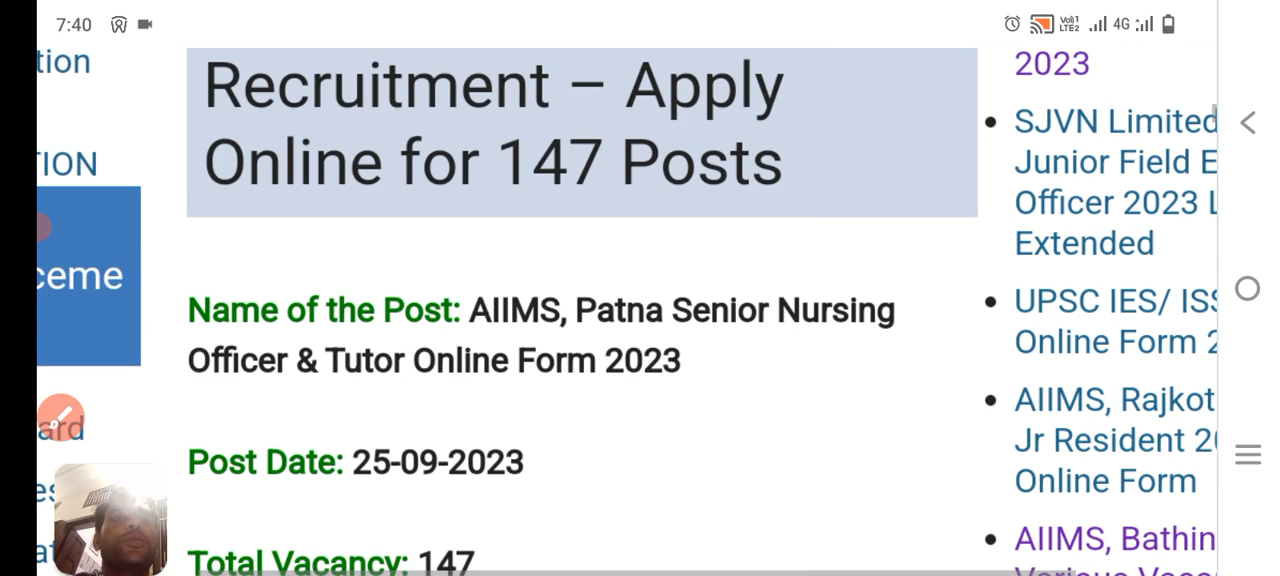 7:40
4G
tion
TION
ceme
ard
Recruitment – Apply
Online for 147 Posts
Name of the Post: AIIMS, Patna Senior Nursing
Officer & Tutor Online Form 2023
Post Date: 25-09-2023
Total Vacancy: 147
2023
SJVN Limited
Junior Field E
Officer 2023 L
Extended
UPSC IES/ ISS
Online Form 2
AIIMS, Rajkot
Jr Resident 20
Online Form
AIIMS, Bathin